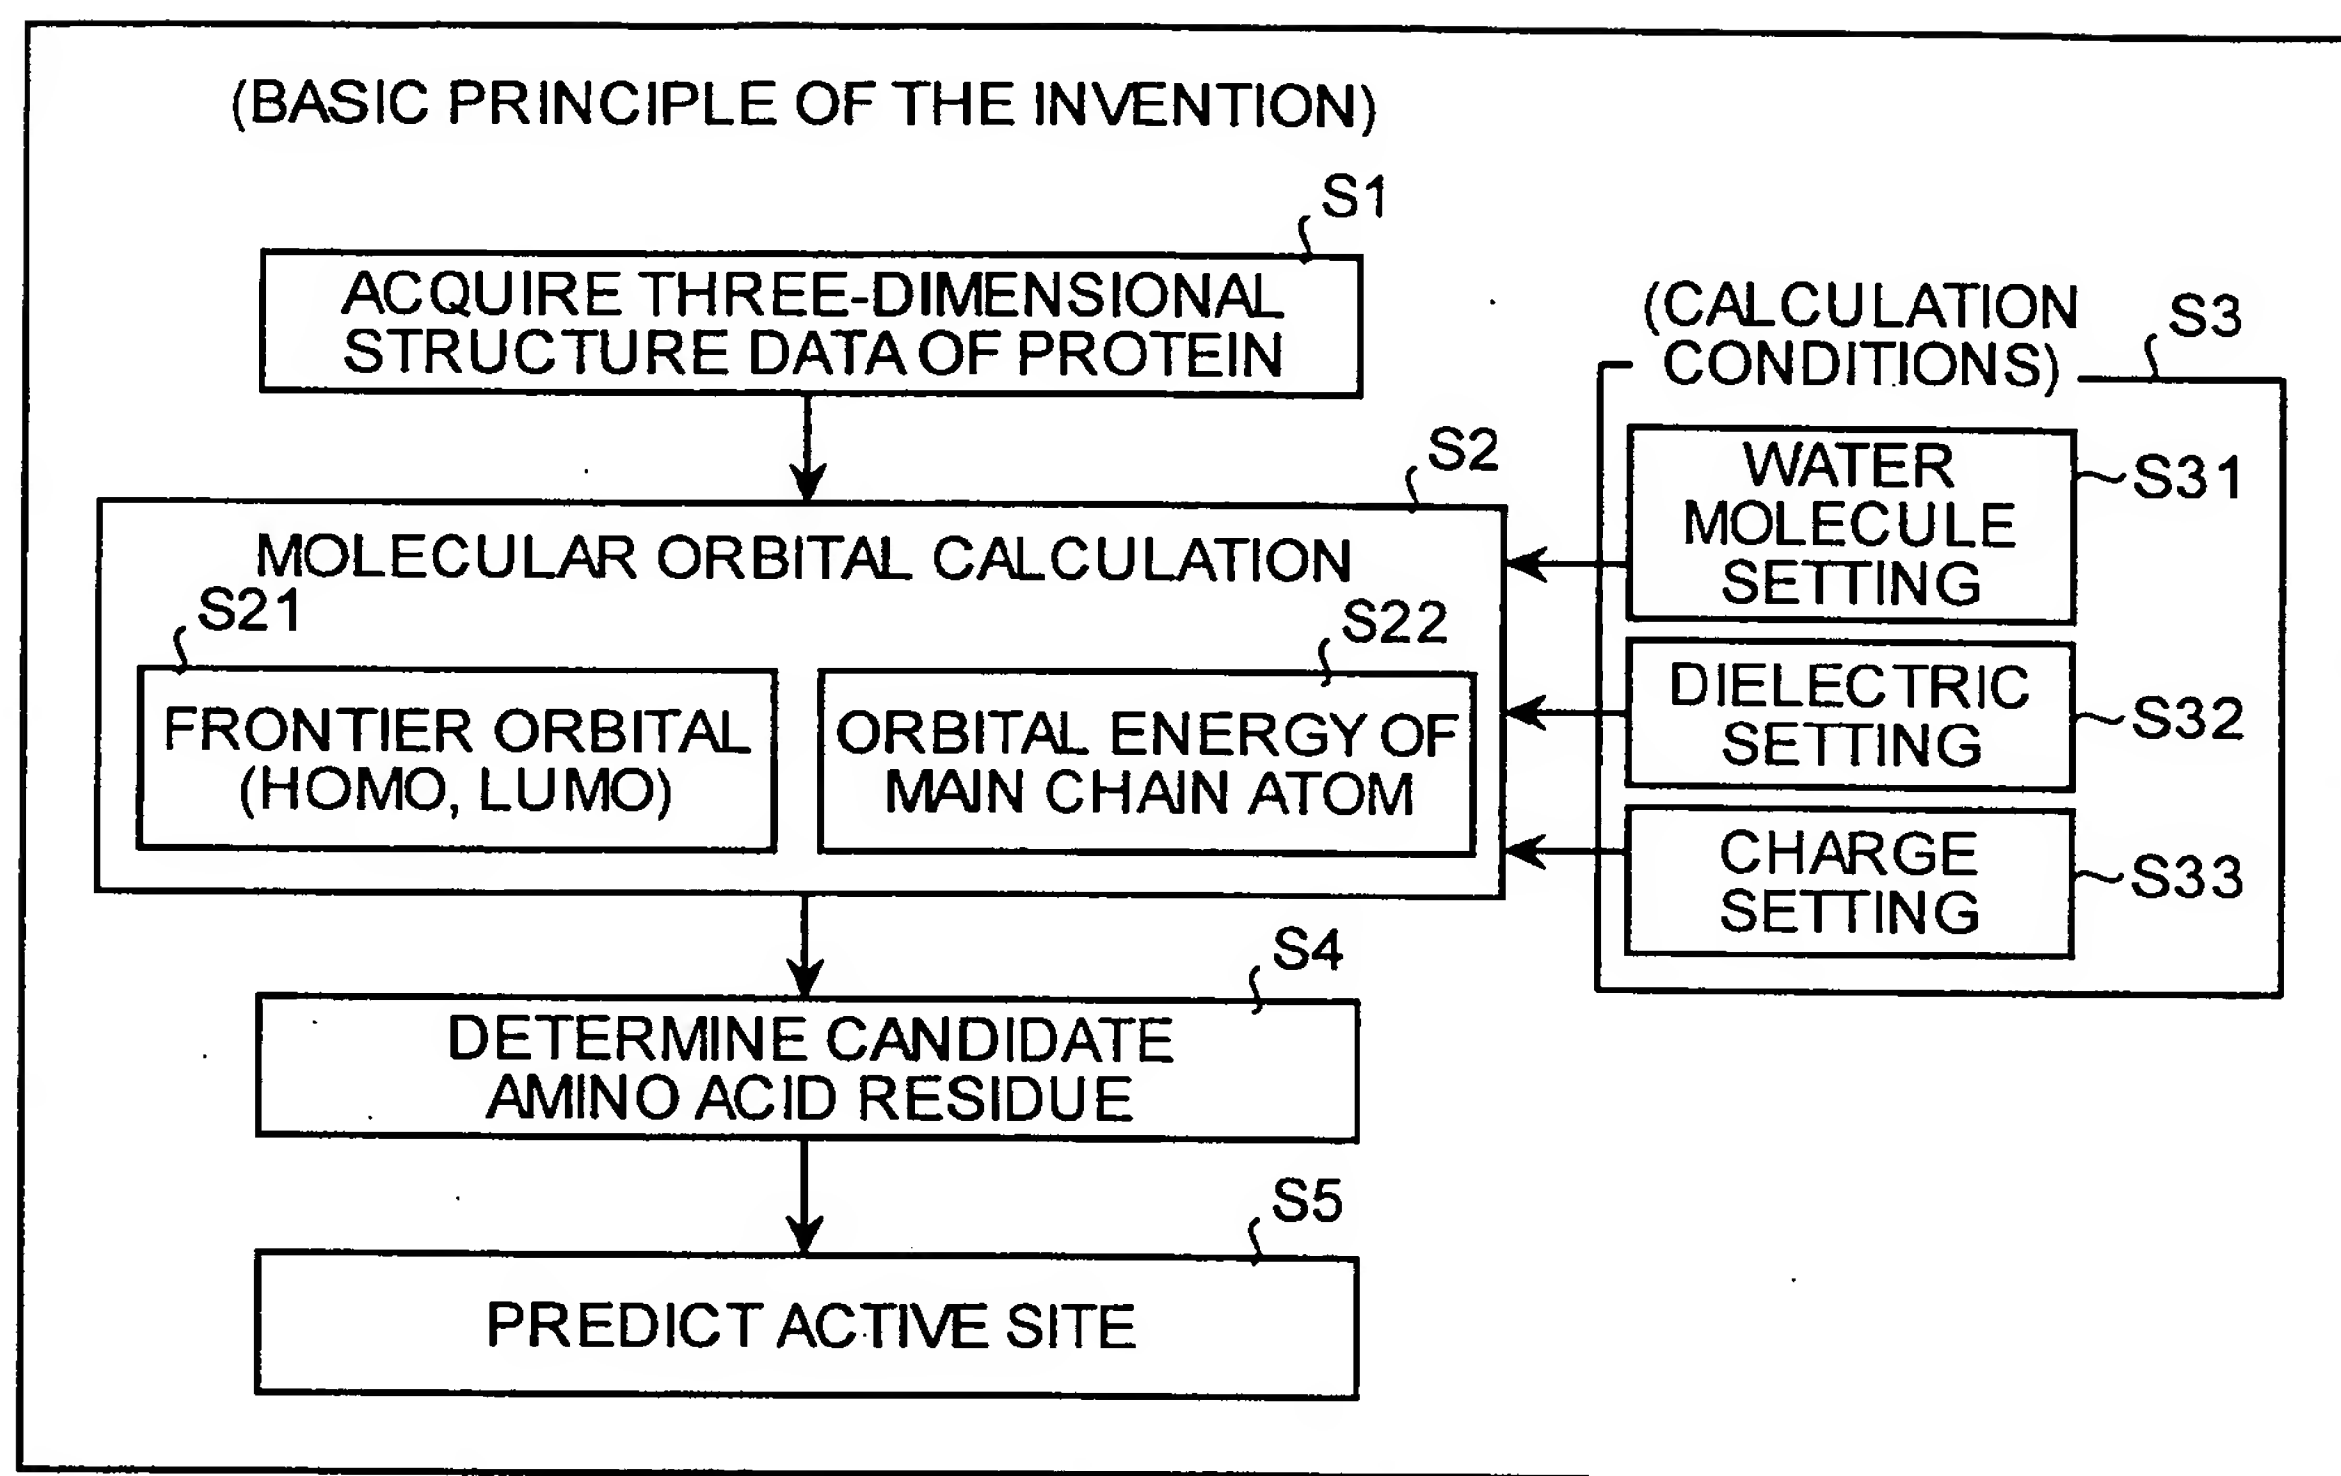 (BASIC PRINCIPLE OF THE INVENTION)
S1
ACQUIRE THREE-DIMENSIONAL
STRUCTURE DATA OF PROTEIN
S2
MOLECULAR ORBITAL CALCULATION
S21
FRONTIER ORBITAL
(HOMO, LUMO)
S22
ORBITAL ENERGY OF
MAIN CHAIN ATOM
(CALCULATION
CONDITIONS)
S3
WATER
MOLECULE
SETTING
S31
DIELECTRIC
SETTING
S32
CHARGE
SETTING
S33
S4
DETERMINE CANDIDATE
AMINO ACID RESIDUE
S5
PREDICT ACTIVE SITE